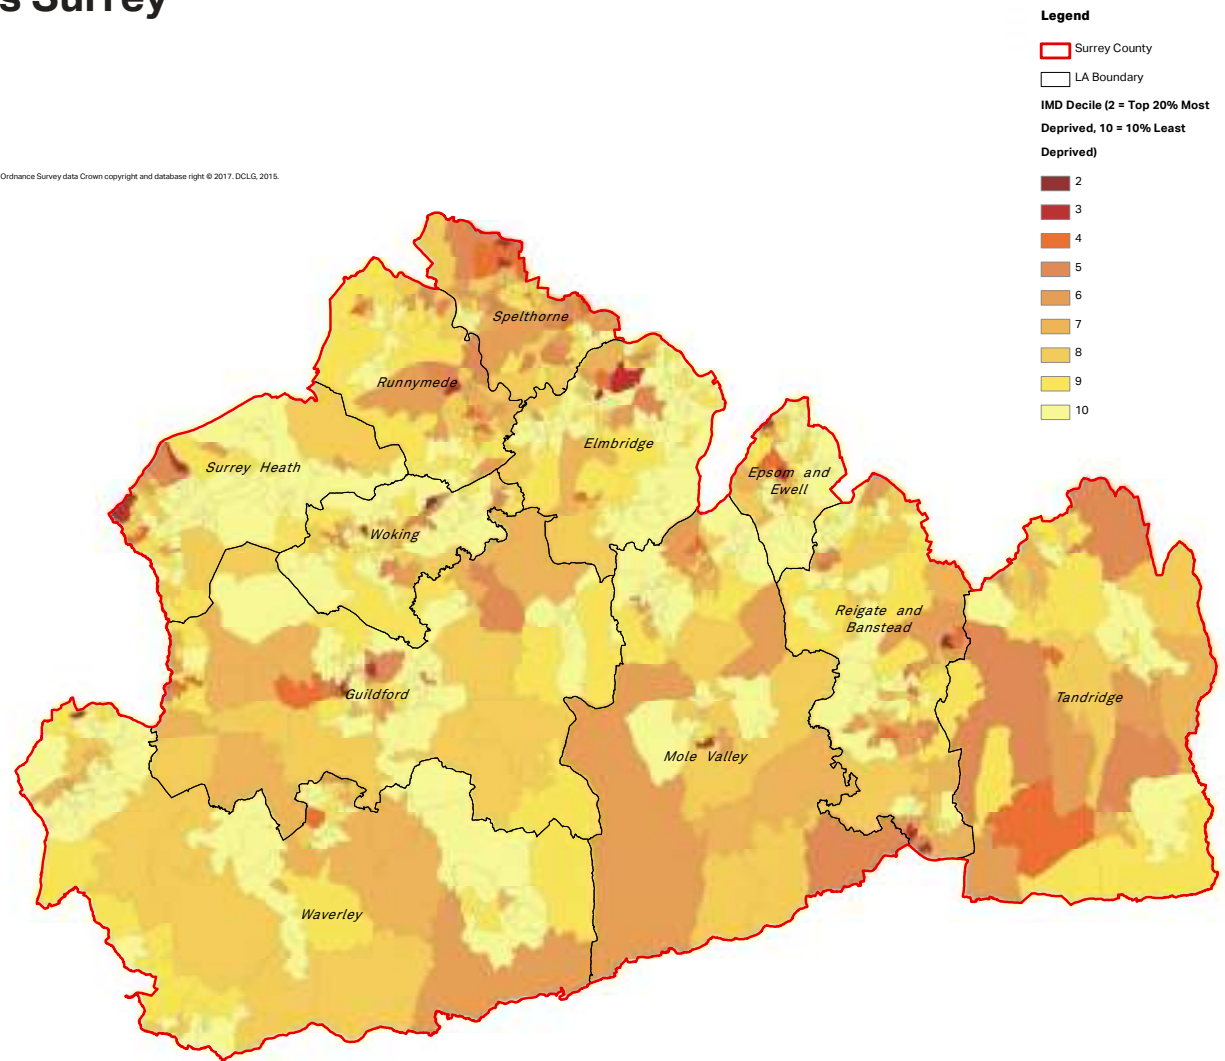 s Surrey
Legend
Surrey County
LA Boundary
IMD Decile (2 = Top 20% Most
Deprived, 10 = 10% Least
Deprived)
2
3
4
5
6
7
8
9
10
Ordnance Survey data Crown copyright and database right © 2017. DCLG, 2015.
Spelthorne
Runnymede
Elmbridge
Surrey Heath
Epsom and
Ewell
Woking
Reigate and
Banstead
Guildford
Tandridge
Mole Valley
Waverley